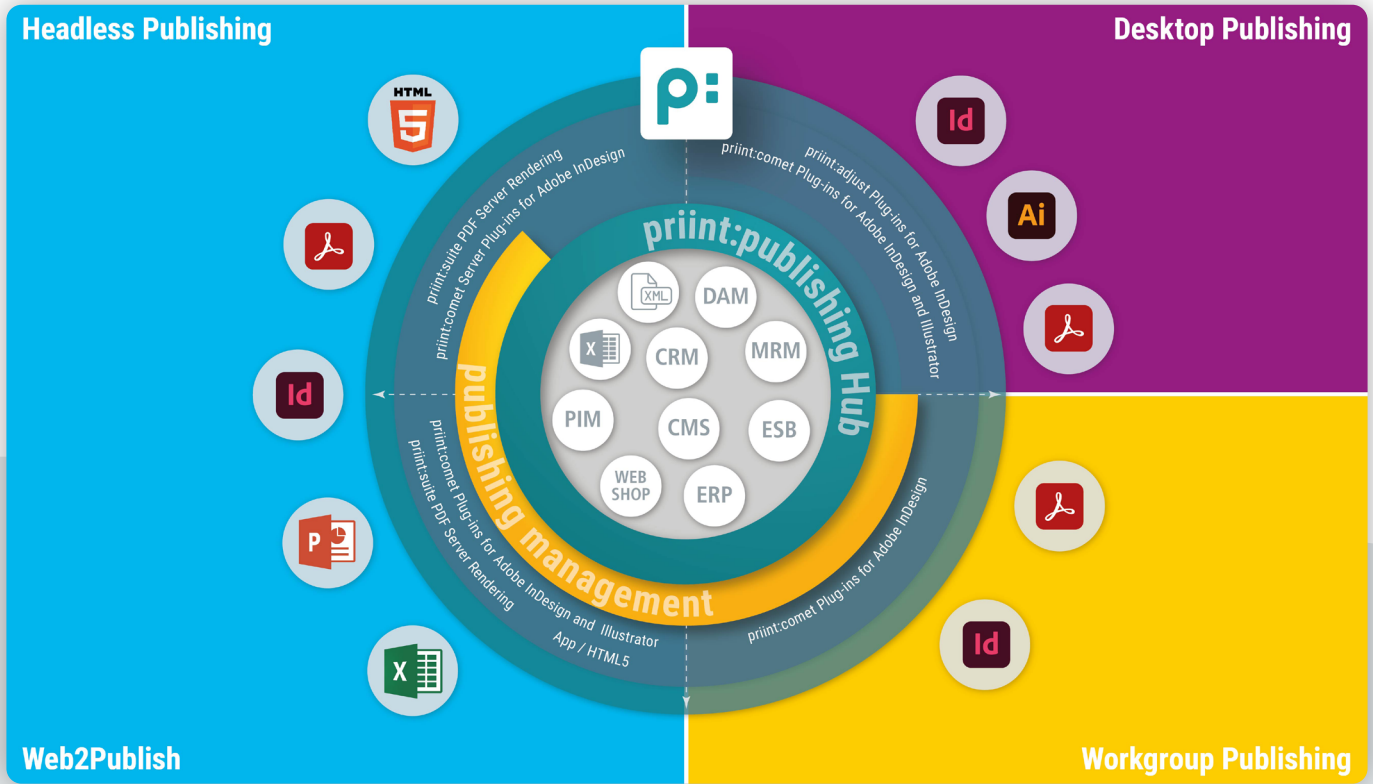 Headless Publishing
Desktop Publishing
p:
HTML
5
Id
Ai
priint:suite PDF Server Rendering
priint:comet Server Plug-ins for Adobe InDesign
priint:adjust Plug-ins for Adobe InDesign
priint:comet Plug-ins for Adobe InDesign and Illustrator
priint:publishing Hub
XML
DAM
X
CRM
MRM
PIM
CMS
ESB
WEB
SHOP
ERP
publishing management
Id
P
X
priint:comet Plug-ins for Adobe InDesign and Illustrator
priint:suite PDF Server Rendering
App / HTML5
priint:comet Plug-ins for Adobe InDesign
Id
Web2Publish
Workgroup Publishing